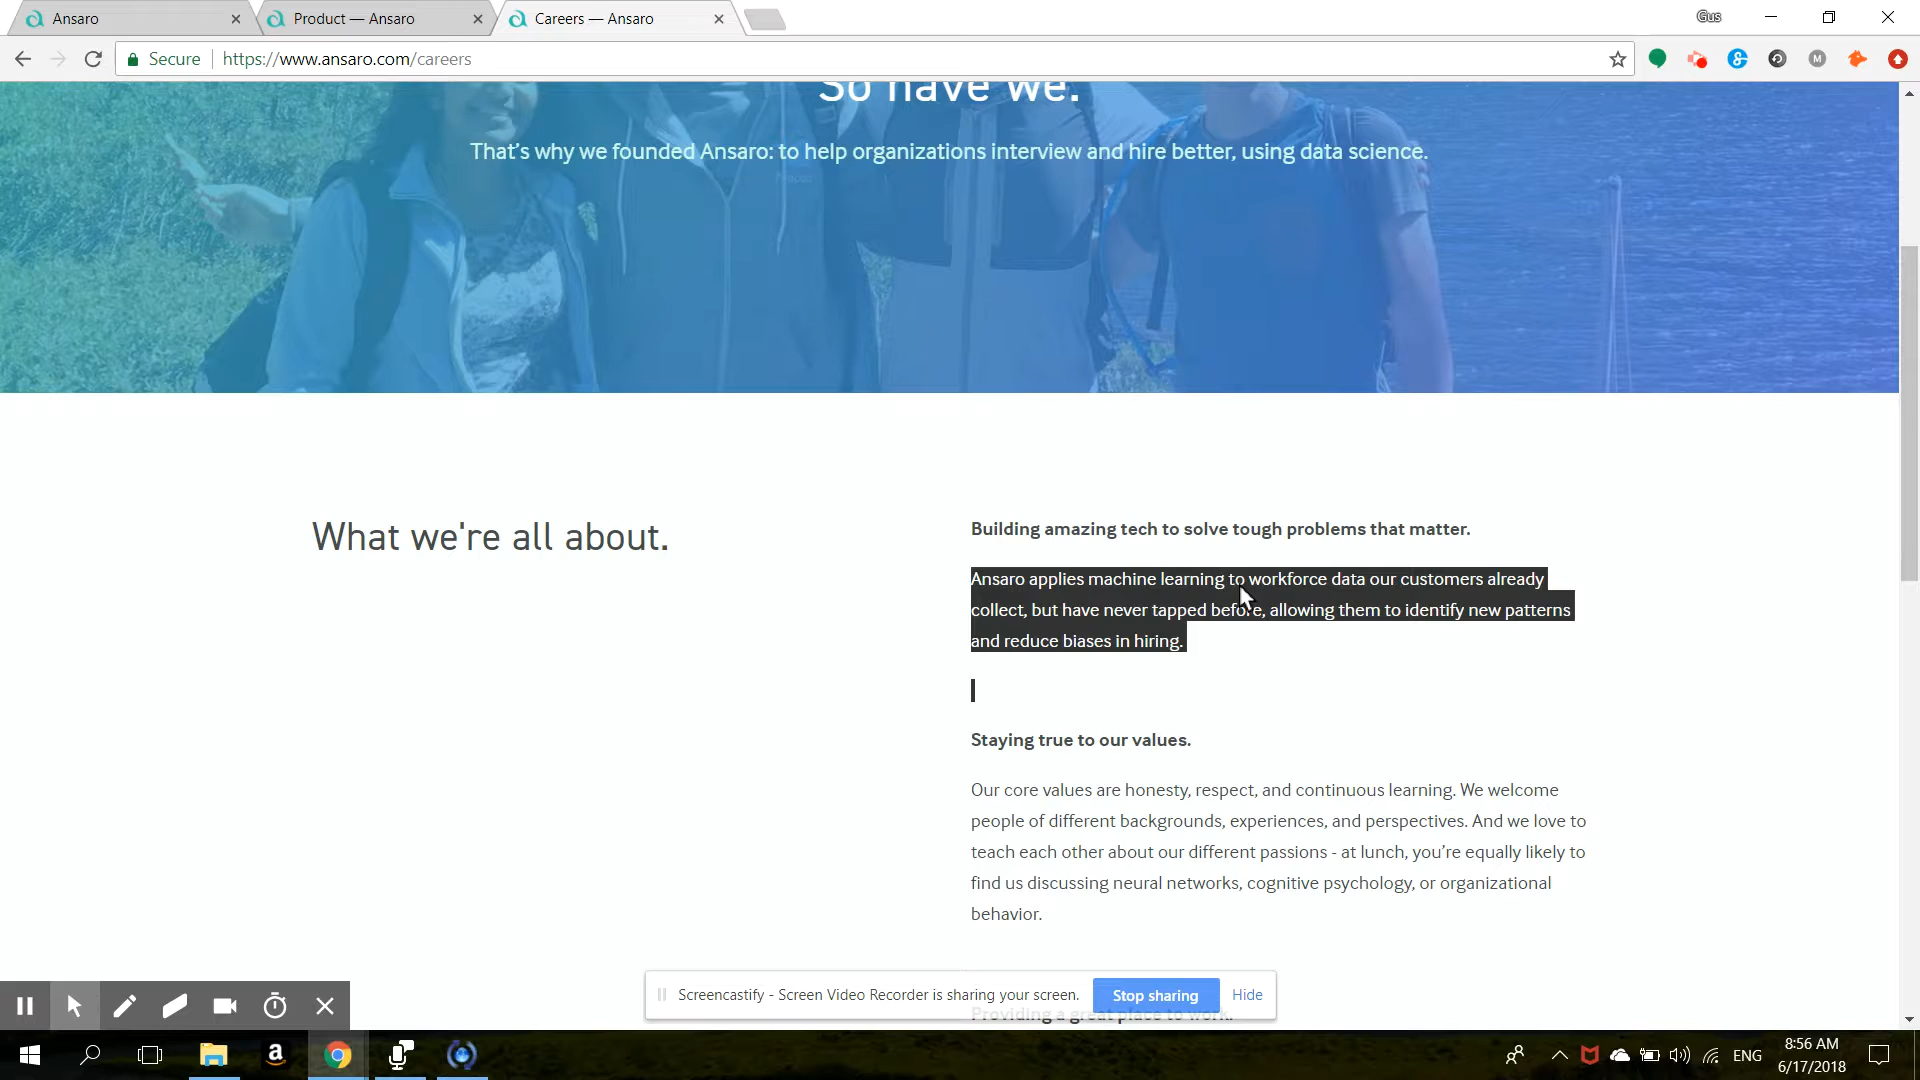 Ansaro
Product — Ansaro
Careers — Ansaro
Gus
Secure
https://www.ansaro.com/careers
M
So have we.
That's why we founded Ansaro: to help organizations interview and hire better, using data science.
What we're all about.
Building amazing tech to solve tough problems that matter.
Ansaro applies machine learning to workforce data our customers already
collect, but have never tapped before, allowing them to identify new patterns
and reduce biases in hiring.
Staying true to our values.
Our core values are honesty, respect, and continuous learning. We welcome
people of different backgrounds, experiences, and perspectives. And we love to
teach each other about our different passions - at lunch, you're equally likely to
find us discussing neural networks, cognitive psychology, or organizational
behavior.
Screencastify - Screen Video Recorder is sharing your screen.
Stop sharing
Hide
Providing a great place to work.
ENG
8:56 AM
6/17/2018